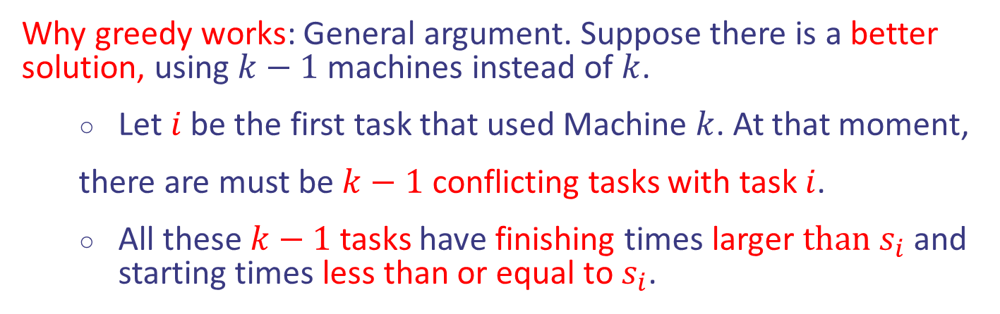 Why greedy works: General argument. Suppose there is a better
solution, using k − 1 machines instead of k.
○ Let i be the first task that used Machine k. At that moment,
there are must be k − 1 conflicting tasks with task i.
○ All these k − 1 tasks have finishing times larger than sᵢ and
starting times less than or equal to sᵢ.